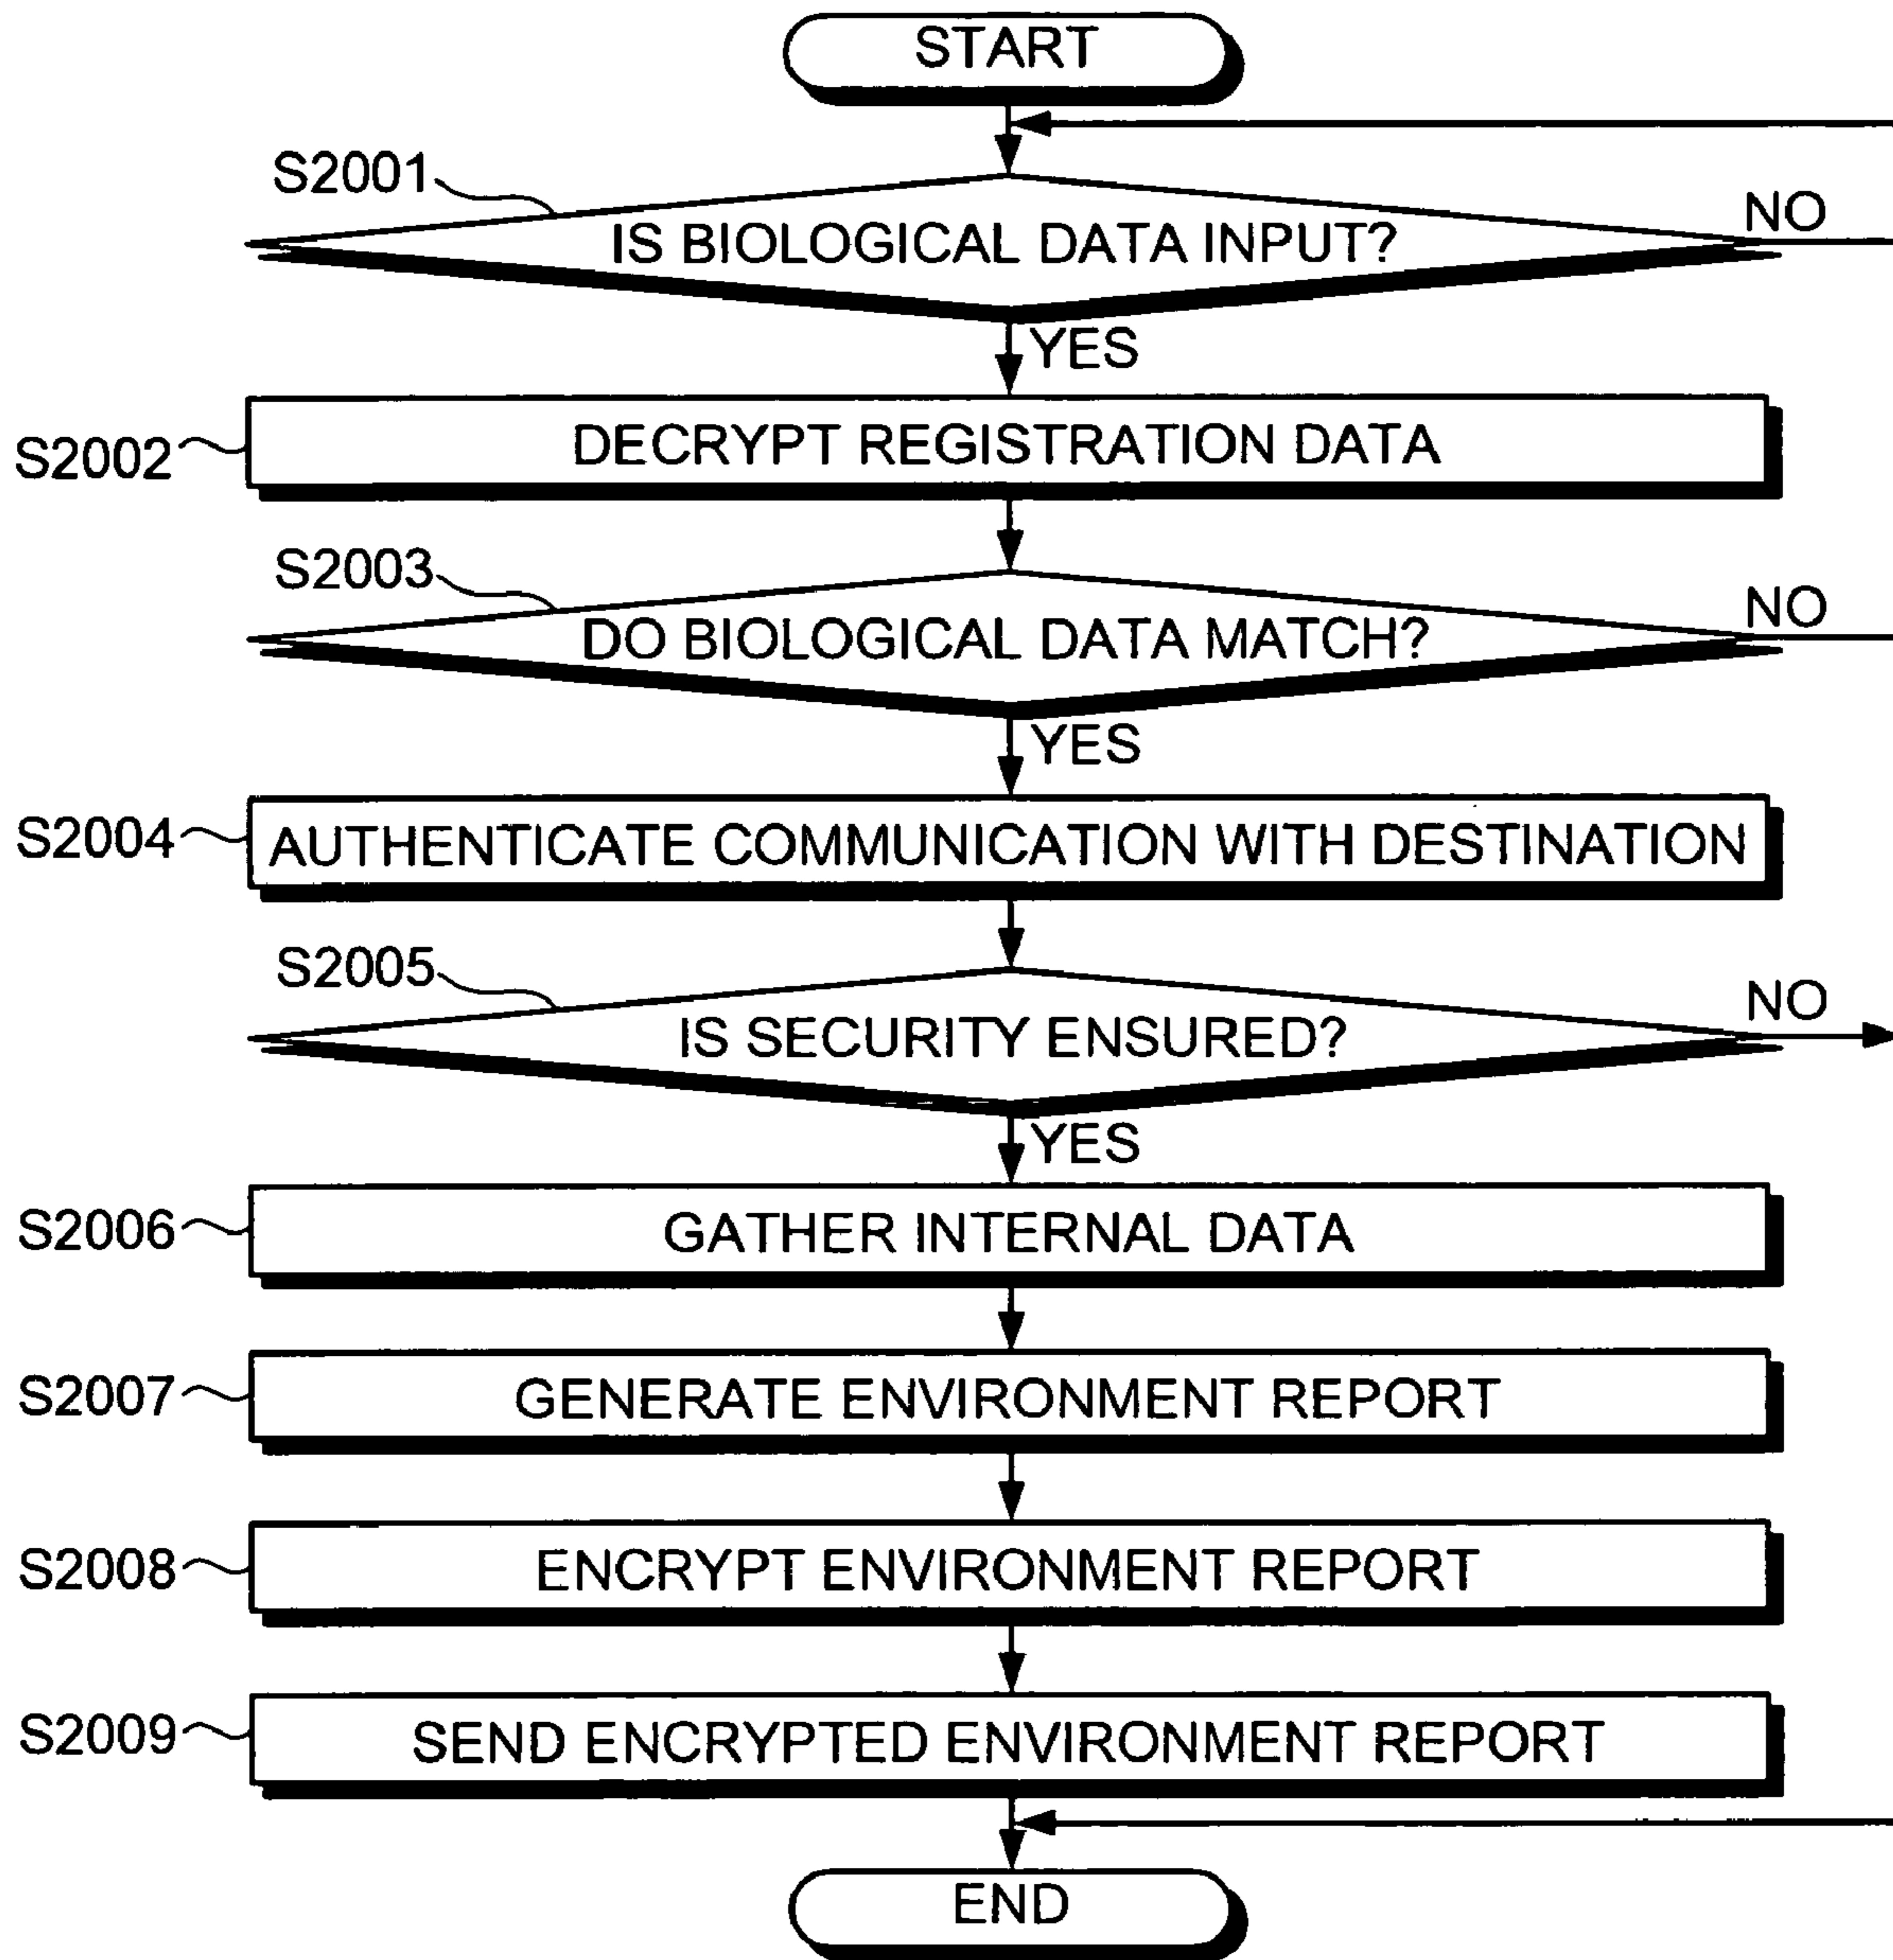 START
S2001
IS BIOLOGICAL DATA INPUT?
NO
YES
S2002
DECRYPT REGISTRATION DATA
S2003
DO BIOLOGICAL DATA MATCH?
NO
YES
S2004
AUTHENTICATE COMMUNICATION WITH DESTINATION
S2005
IS SECURITY ENSURED?
NO
YES
S2006
GATHER INTERNAL DATA
S2007
GENERATE ENVIRONMENT REPORT
S2008
ENCRYPT ENVIRONMENT REPORT
S2009
SEND ENCRYPTED ENVIRONMENT REPORT
END